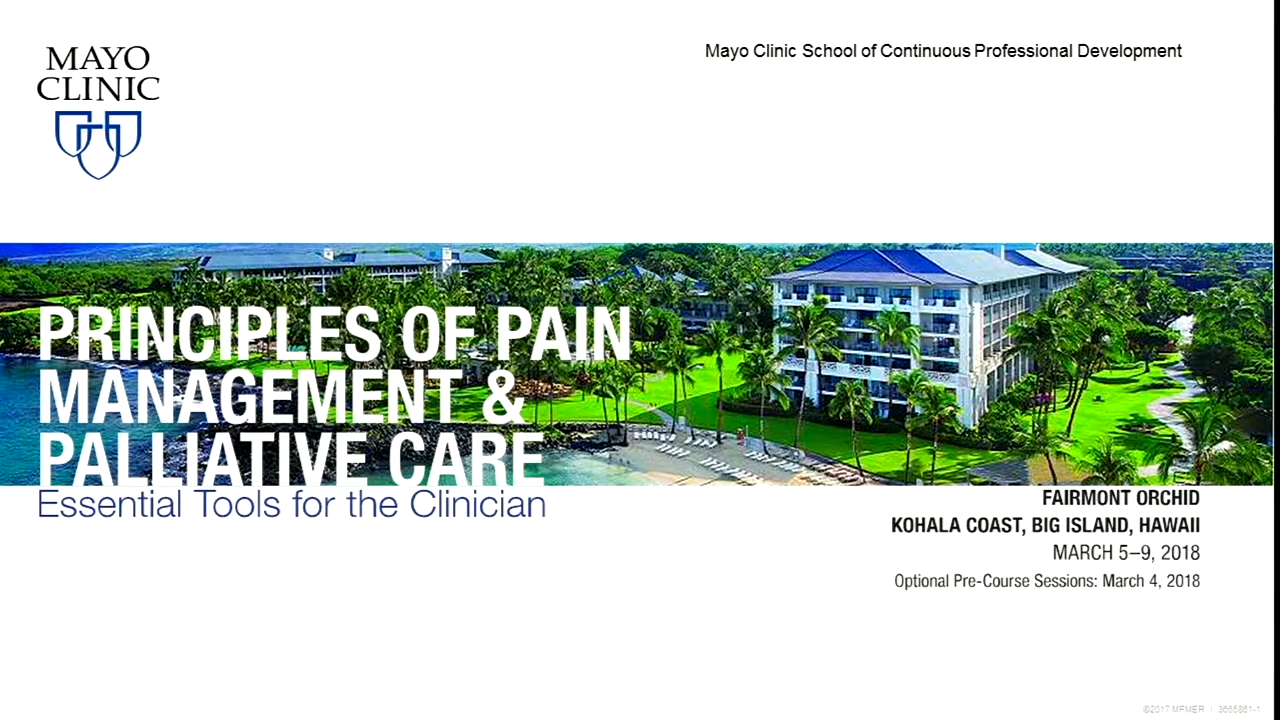 MAYO
CLINIC
Mayo Clinic School of Continuous Professional Development
PRINCIPLES OF PAIN
MANAGEMENT &
PALLIATIVE CARE
Essential Tools for the Clinician
FAIRMONT ORCHID
KOHALA COAST, BIG ISLAND, HAWAII
MARCH 5–9, 2018
Optional Pre-Course Sessions: March 4, 2018
©2017 MFMER | 3665861-1